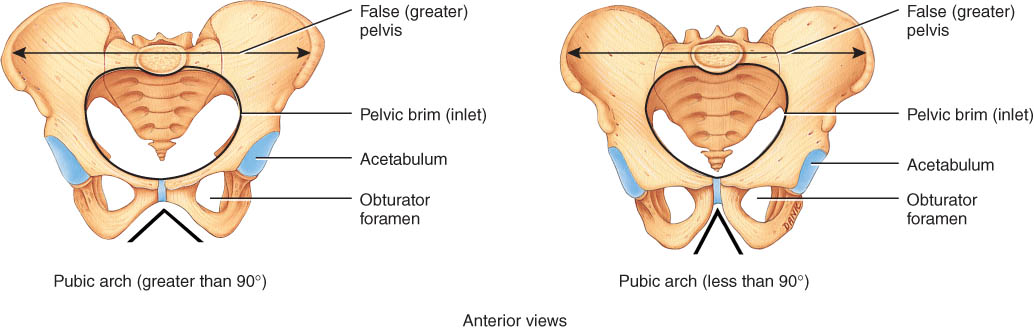 False (greater)
pelvis
Pelvic brim (inlet)
Acetabulum
Obturator
foramen
Pubic arch (greater than 90°)
False (greater)
pelvis
Pelvic brim (inlet)
Acetabulum
Obturator
foramen
DANK
Pubic arch (less than 90°)
Anterior views